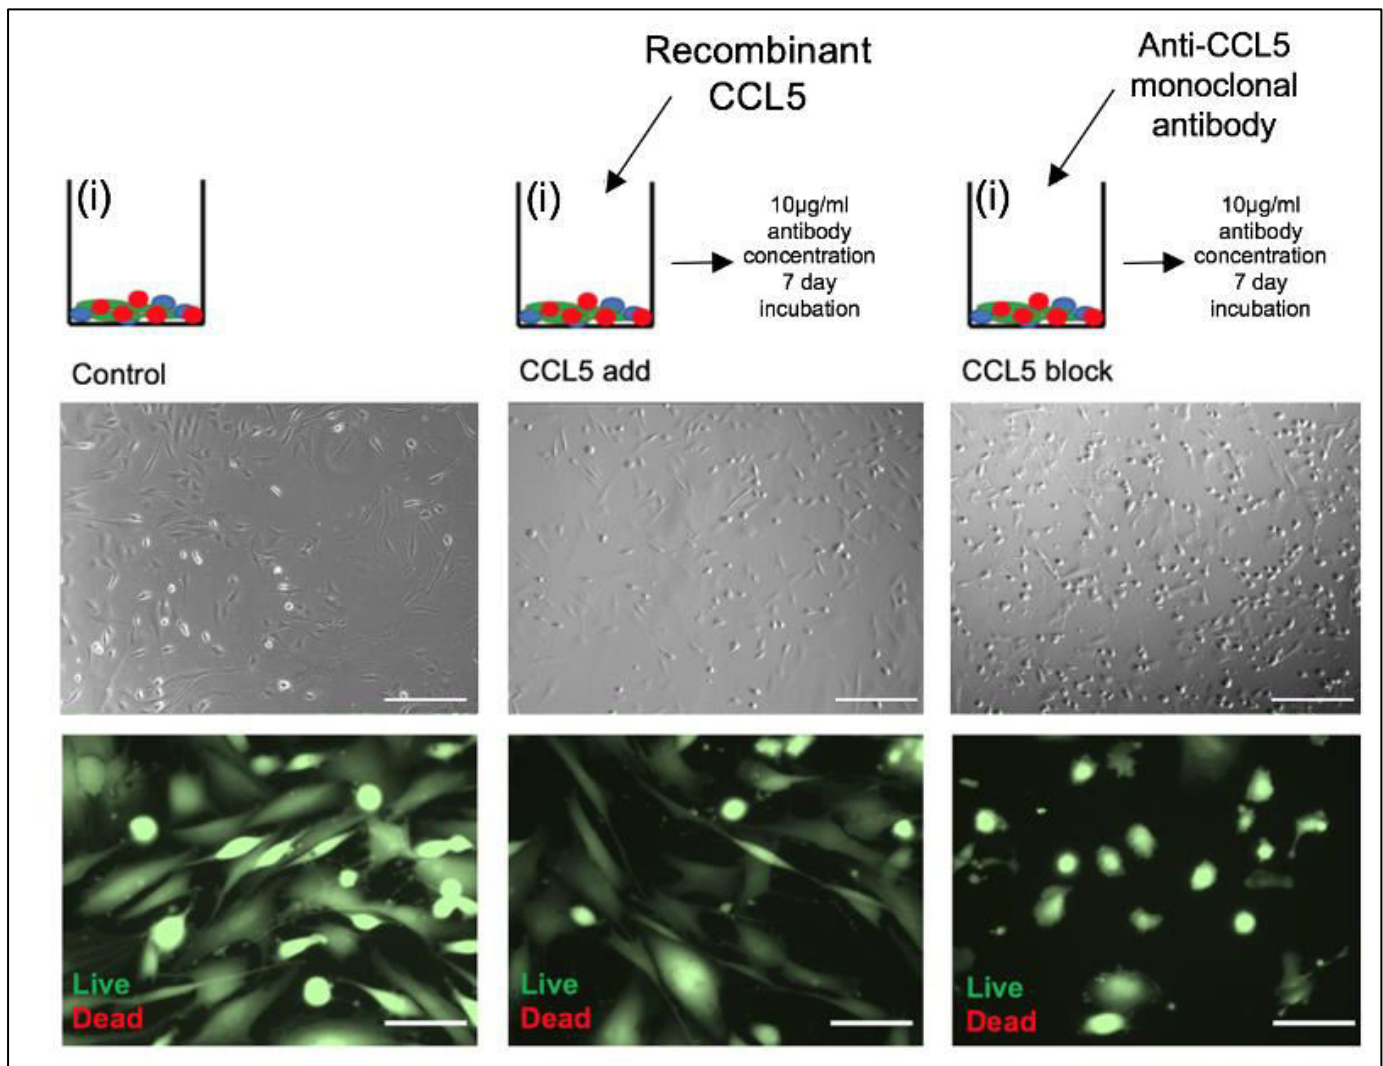 Recombinant
CCL5
Anti-CCL5
monoclonal
antibody
(i)
(i)
10µg/ml
antibody
concentration
7 day
incubation
(i)
10µg/ml
antibody
concentration
7 day
incubation
Control
CCL5 add
CCL5 block
Live
Dead
Live
Dead
Live
Dead